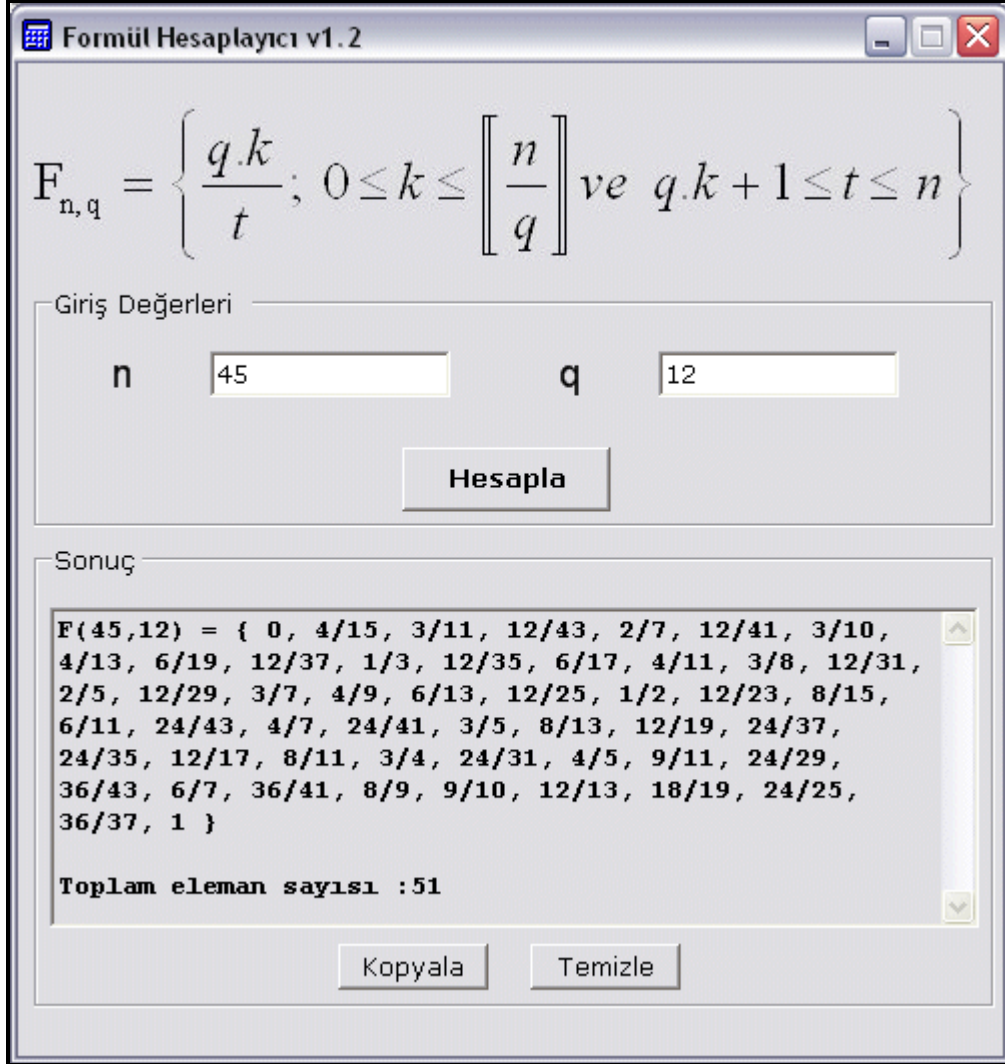 Formül Hesaplayıcı v1.2
F_{n,q} = { q.k / t ; 0 ≤ k ≤ ⟦ n / q ⟧ ve q.k + 1 ≤ t ≤ n }
Giriş Değerleri
n 45 q 12
Hesapla
Sonuç
F(45,12) = { 0, 4/15, 3/11, 12/43, 2/7, 12/41, 3/10,
4/13, 6/19, 12/37, 1/3, 12/35, 6/17, 4/11, 3/8, 12/31,
2/5, 12/29, 3/7, 4/9, 6/13, 12/25, 1/2, 12/23, 8/15,
6/11, 24/43, 4/7, 24/41, 3/5, 8/13, 12/19, 24/37,
24/35, 12/17, 8/11, 3/4, 24/31, 4/5, 9/11, 24/29,
36/43, 6/7, 36/41, 8/9, 9/10, 12/13, 18/19, 24/25,
36/37, 1 }
Toplam eleman sayısı :51
Kopyala Temizle